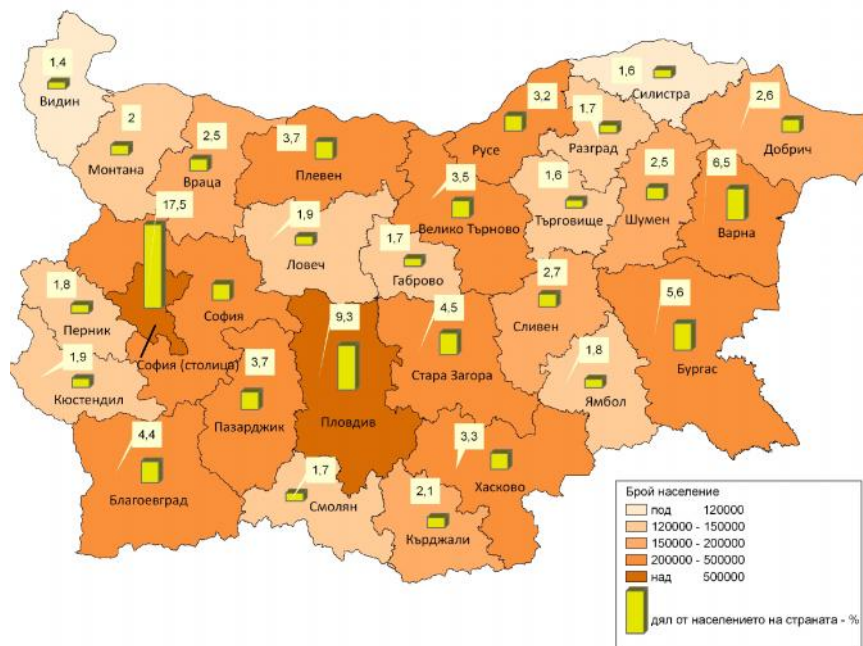 1,4
Видин
2
Монтана
2,5
Враца
3,7
Плевен
3,2
Русе
1,6
Силистра
1,7
Разград
2,6
Добрич
3,5
Велико Търново
1,6
Търговище
2,5
Шумен
6,5
Варна
17,5
София (столица)
София
1,9
Ловеч
1,7
Габрово
1,8
Перник
1,9
Кюстендил
3,7
Пазарджик
9,3
Пловдив
4,5
Стара Загора
2,7
Сливен
5,6
Бургас
1,8
Ямбол
4,4
Благоевград
1,7
Смолян
2,1
Кърджали
3,3
Хасково
Брой население
под 120000
120000 - 150000
150000 - 200000
200000 - 500000
над 500000
дял от населението на страната - %